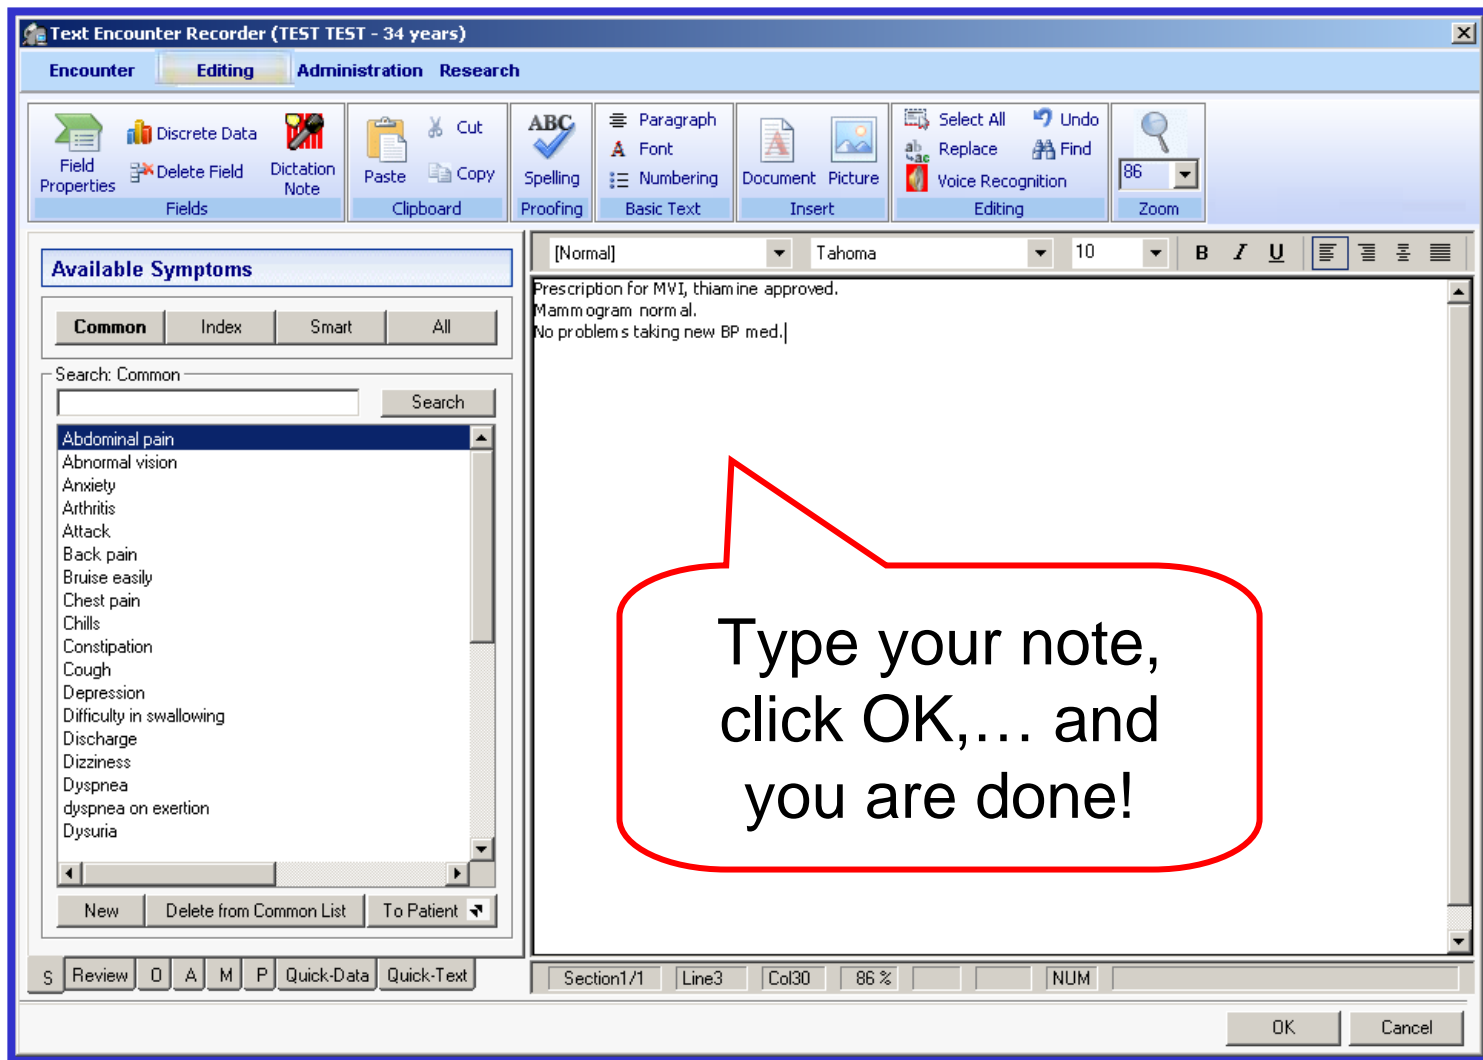 Text Encounter Recorder (TEST TEST - 34 years)
Encounter Editing Administration Research
Field Properties
Discrete Data
Delete Field
Dictation Note
Fields
Paste
Cut
Copy
Clipboard
ABC
Spelling
Proofing
Paragraph
A Font
Numbering
Basic Text
Document
Picture
Insert
Select All
Undo
ab ac Replace
Find
Voice Recognition
Editing
86
Zoom
Available Symptoms
Common Index Smart All
Search: Common
Search
Abdominal pain
Abnormal vision
Anxiety
Arthritis
Attack
Back pain
Bruise easily
Chest pain
Chills
Constipation
Cough
Depression
Difficulty in swallowing
Discharge
Dizziness
Dyspnea
dyspnea on exertion
Dysuria
New Delete from Common List To Patient
S Review O A M P Quick-Data Quick-Text
[Normal] Tahoma 10 B I U
Prescription for MVI, thiamine approved.
Mammogram normal.
No problems taking new BP med.
Type your note,
click OK,… and
you are done!
Section1/1 Line3 Col30 86 % NUM
OK Cancel